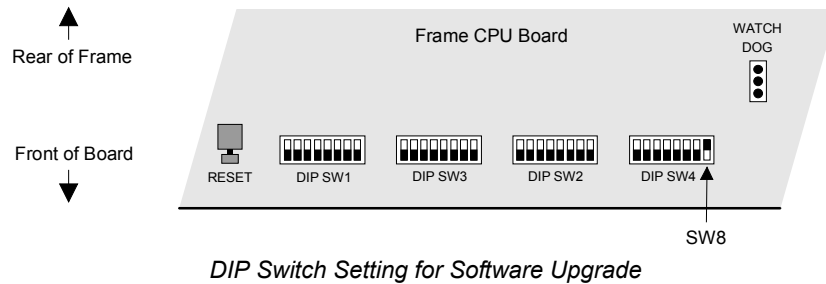 Rear of Frame
Frame CPU Board
WATCH
DOG
Front of Board
RESET
DIP SW1
DIP SW3
DIP SW2
DIP SW4
SW8
DIP Switch Setting for Software Upgrade